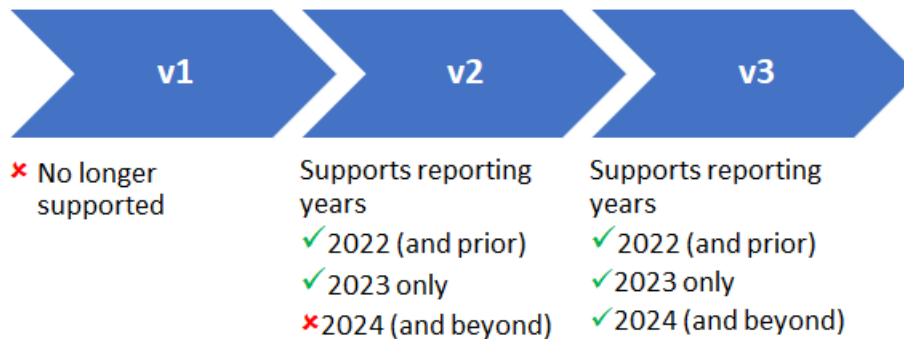 v1
v2
v3
✘ No longer
supported
Supports reporting
years
✓2022 (and prior)
✓2023 only
✘2024 (and beyond)
Supports reporting
years
✓2022 (and prior)
✓2023 only
✓2024 (and beyond)